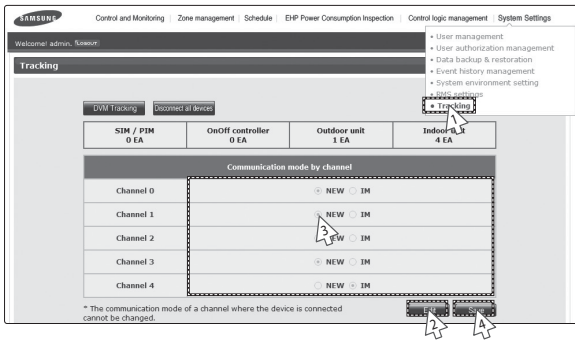 SAMSUNG
Control and Monitoring | Zone management | Schedule | EHP Power Consumption Inspection | Control logic management | System Settings
Welcome! admin. LOGOUT
• User management
• User authorization management
• Data backup & restoration
• Event history management
• System environment setting
• RMS settings
• Tracking
Tracking
1
DVM Tracking Disconnect all devices
SIM / PIM OnOff controller Outdoor unit Indoor unit
0 EA 0 EA 1 EA 4 EA
Communication mode by channel
Channel 0 NEW IM
Channel 1 NEW IM
3
Channel 2 NEW IM
Channel 3 NEW IM
Channel 4 NEW IM
* The communication mode of a channel where the device is connected
cannot be changed.
Edit Save
2 4